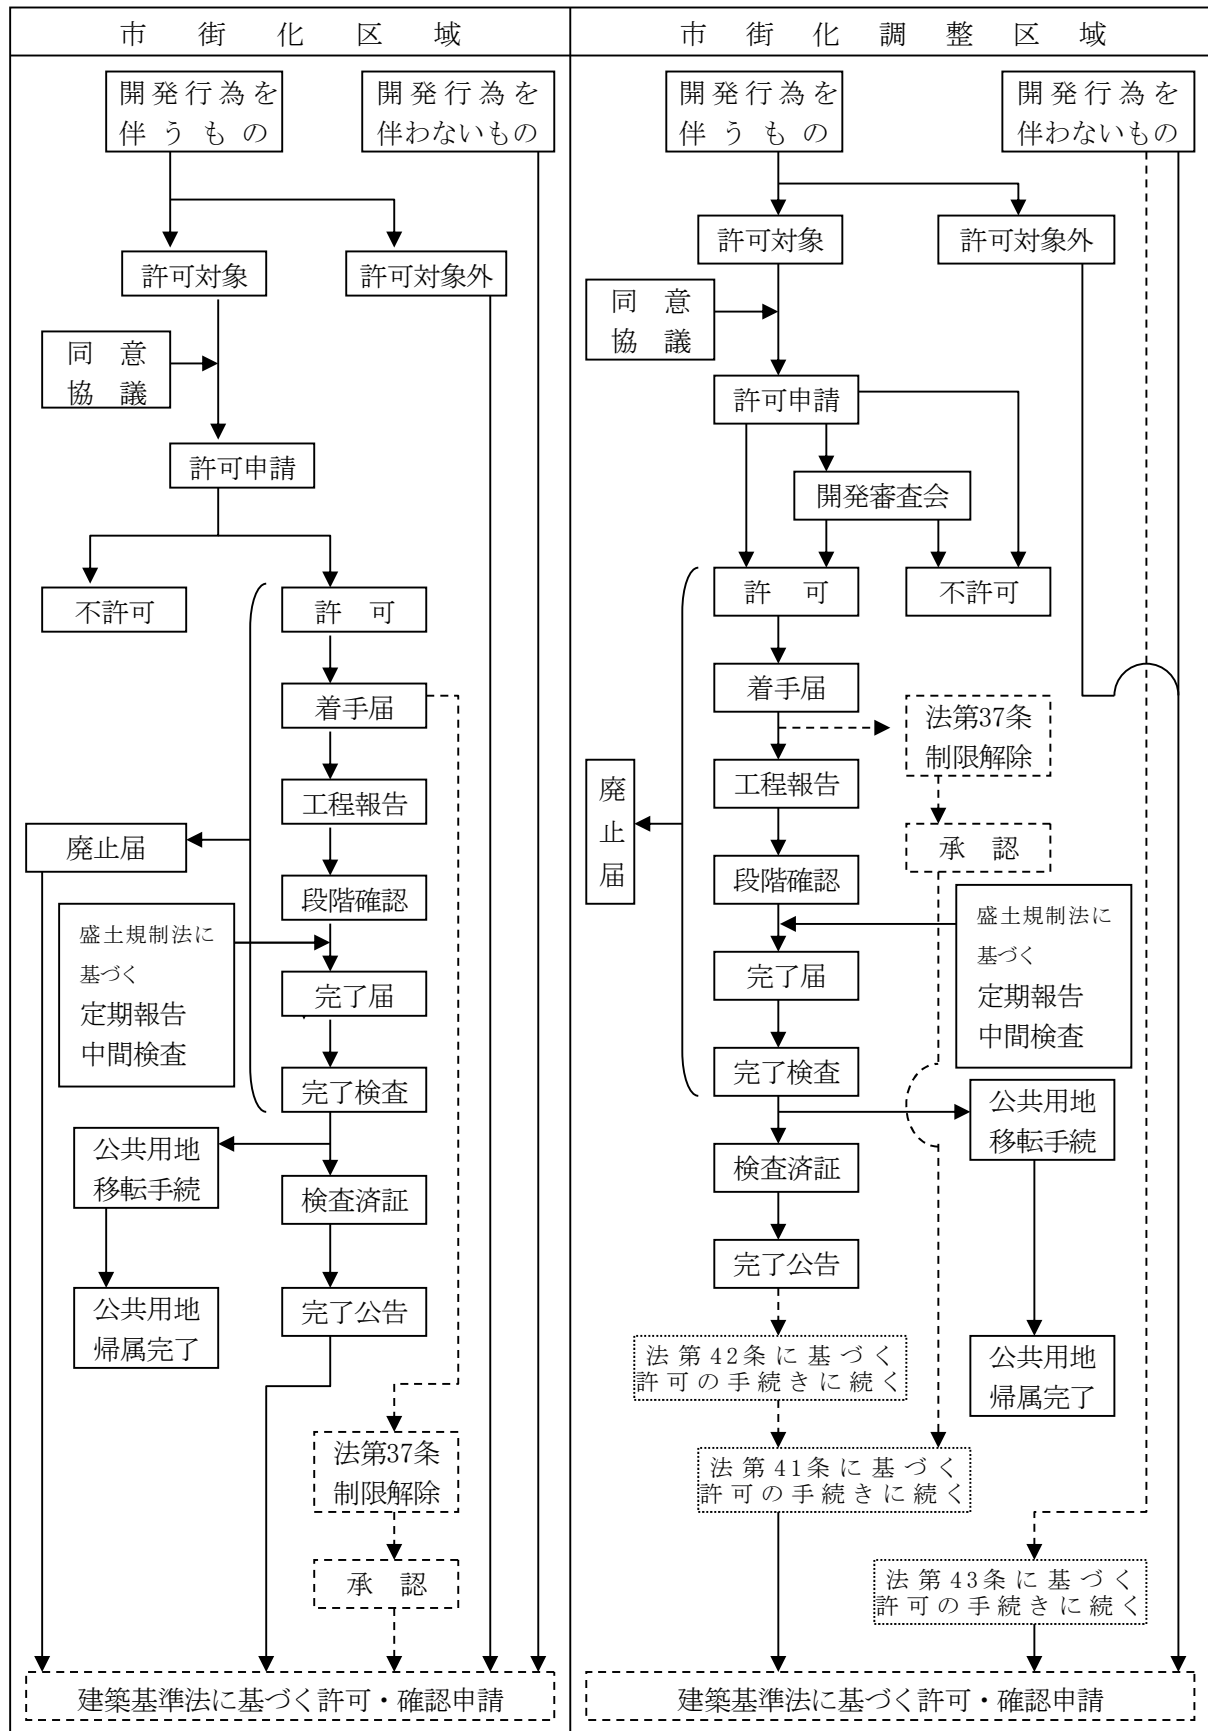 市街化区域
開発行為を
伴うもの
開発行為を
伴わないもの
許可対象
許可対象外
同意
協議
許可申請
不許可
許可
着手届
工程報告
廃止届
段階確認
盛土規制法に
基づく
定期報告
中間検査
完了届
完了検査
公共用地
移転手続
検査済証
公共用地
帰属完了
完了公告
法第37条
制限解除
承認
建築基準法に基づく許可・確認申請
市街化調整区域
開発行為を
伴うもの
開発行為を
伴わないもの
許可対象
許可対象外
同意
協議
許可申請
開発審査会
許可
不許可
着手届
法第37条
制限解除
廃止届
工程報告
承認
段階確認
盛土規制法に
基づく
定期報告
中間検査
完了届
完了検査
公共用地
移転手続
検査済証
完了公告
法第42条に基づく
許可の手続きに続く
公共用地
帰属完了
法第41条に基づく
許可の手続きに続く
法第43条に基づく
許可の手続きに続く
建築基準法に基づく許可・確認申請